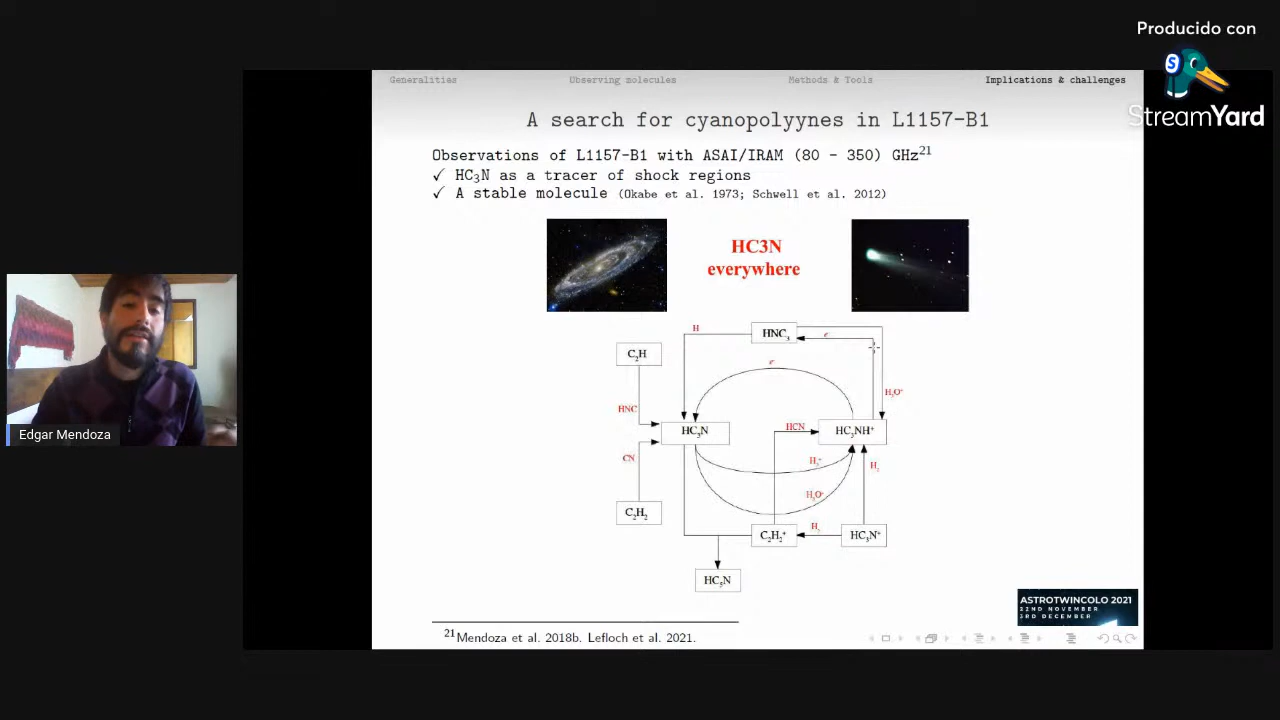 Producido con
StreamYard
Generalities Observing molecules Methods & Tools Implications & challenges
A search for cyanopolyynes in L1157-B1
Observations of L1157-B1 with ASAI/IRAM (80 - 350) GHz²¹
✓ HC₃N as a tracer of shock regions
✓ A stable molecule (Okabe et al. 1973; Schwell et al. 2012)
HC3N
everywhere
H
HNC₃
e⁻
C₂H
e⁻
H₃O⁺
HNC
HC₃N
HCN
HC₃NH⁺
CN
H₃⁺
H₂
H₃O⁺
C₂H₂
H₂
C₂H₂⁺
HC₃N⁺
HC₅N
Edgar Mendoza
ASTROTWINCOLO 2021
22ND NOVEMBER
3RD DECEMBER
²¹Mendoza et al. 2018b. Lefloch et al. 2021.